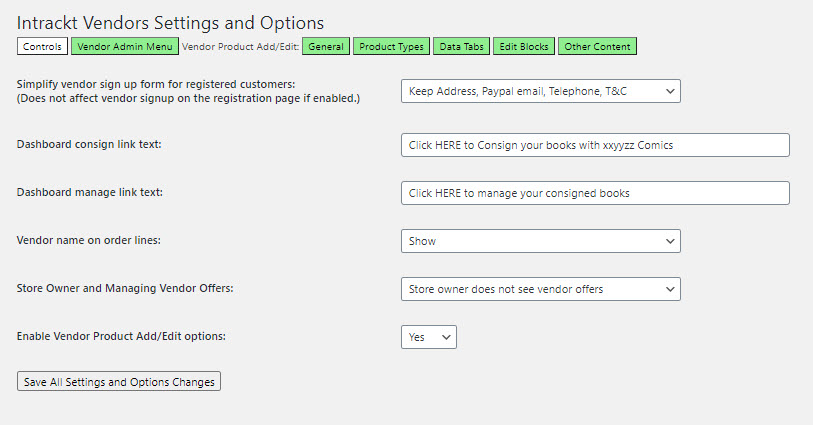 Intrackt Vendors Settings and Options
Controls Vendor Admin Menu Vendor Product Add/Edit: General Product Types Data Tabs Edit Blocks Other Content
Simplify vendor sign up form for registered customers: Keep Address, Paypal email, Telephone, T&C
(Does not affect vendor signup on the registration page if enabled.)
Dashboard consign link text: Click HERE to Consign your books with xxyyzz Comics
Dashboard manage link text: Click HERE to manage your consigned books
Vendor name on order lines: Show
Store Owner and Managing Vendor Offers: Store owner does not see vendor offers
Enable Vendor Product Add/Edit options: Yes
Save All Settings and Options Changes